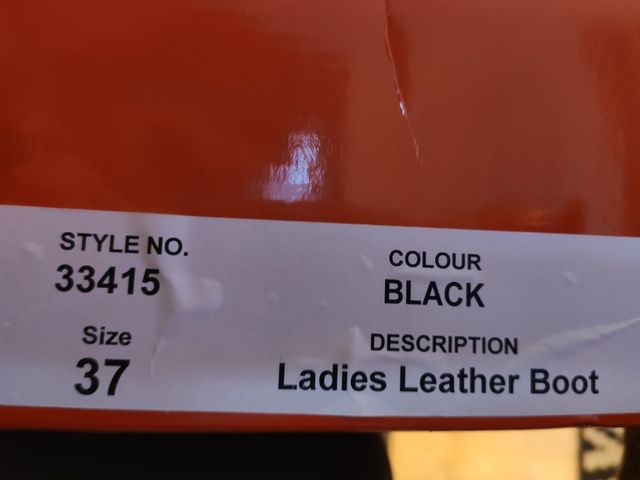 STYLE NO.
33415
COLOUR
BLACK
Size
37
DESCRIPTION
Ladies Leather Boot